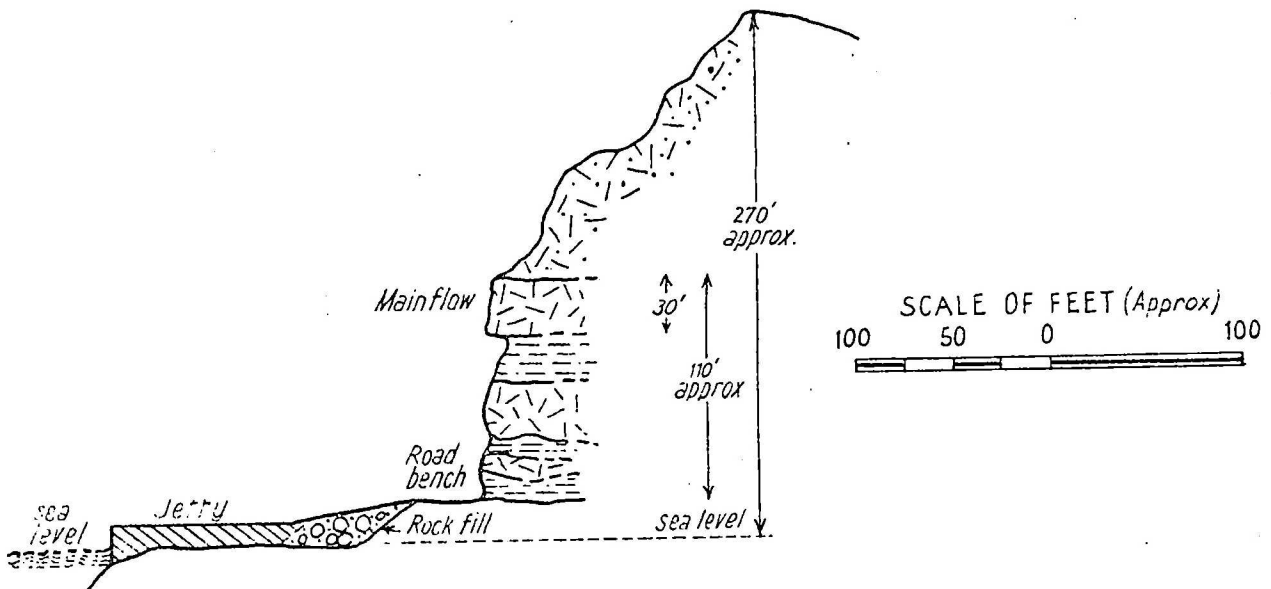 270'
approx.
Main flow
30'
SCALE OF FEET (Approx)
100 50 0 100
110'
approx
Road
bench
sea
level
Jetty
Rock fill
sea level